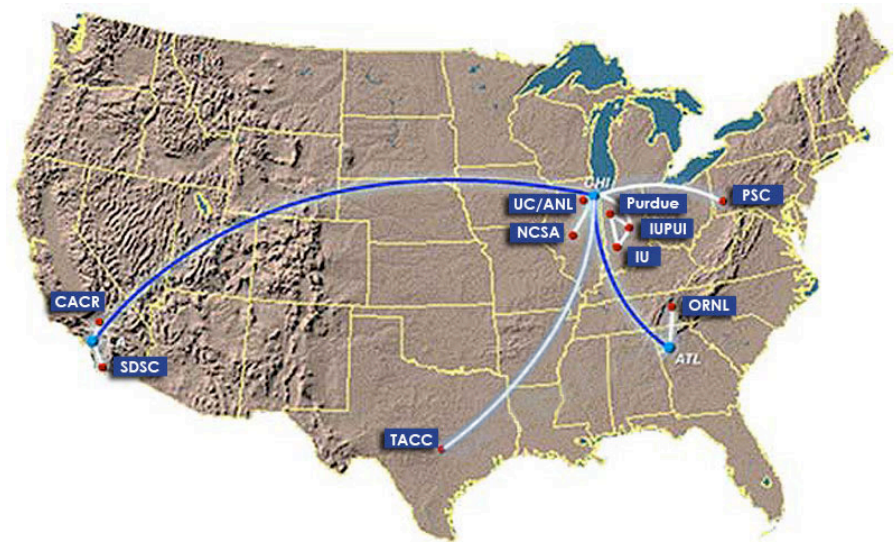 CHI
UC/ANL
Purdue
PSC
NCSA
IUPUI
IU
CACR
ORNL
SDSC
ATL
TACC